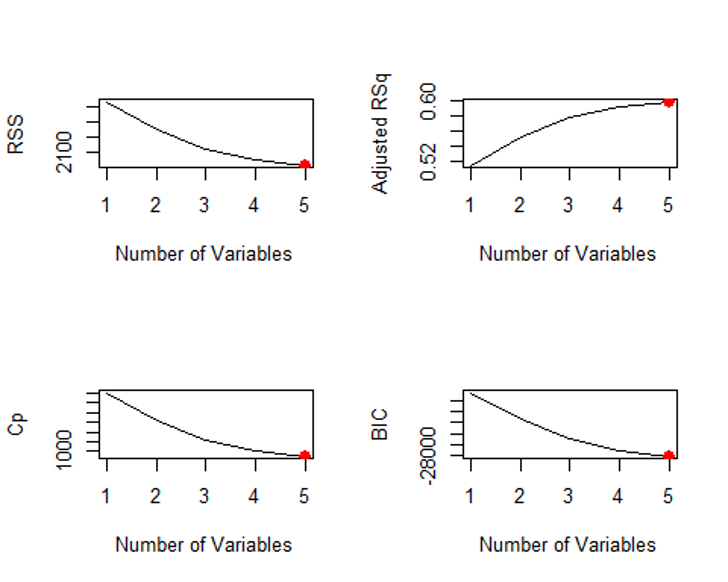 RSS
2100
1 2 3 4 5
Number of Variables
Adjusted RSq
0.52 0.60
1 2 3 4 5
Number of Variables
Cp
1000
1 2 3 4 5
Number of Variables
BIC
-28000
1 2 3 4 5
Number of Variables